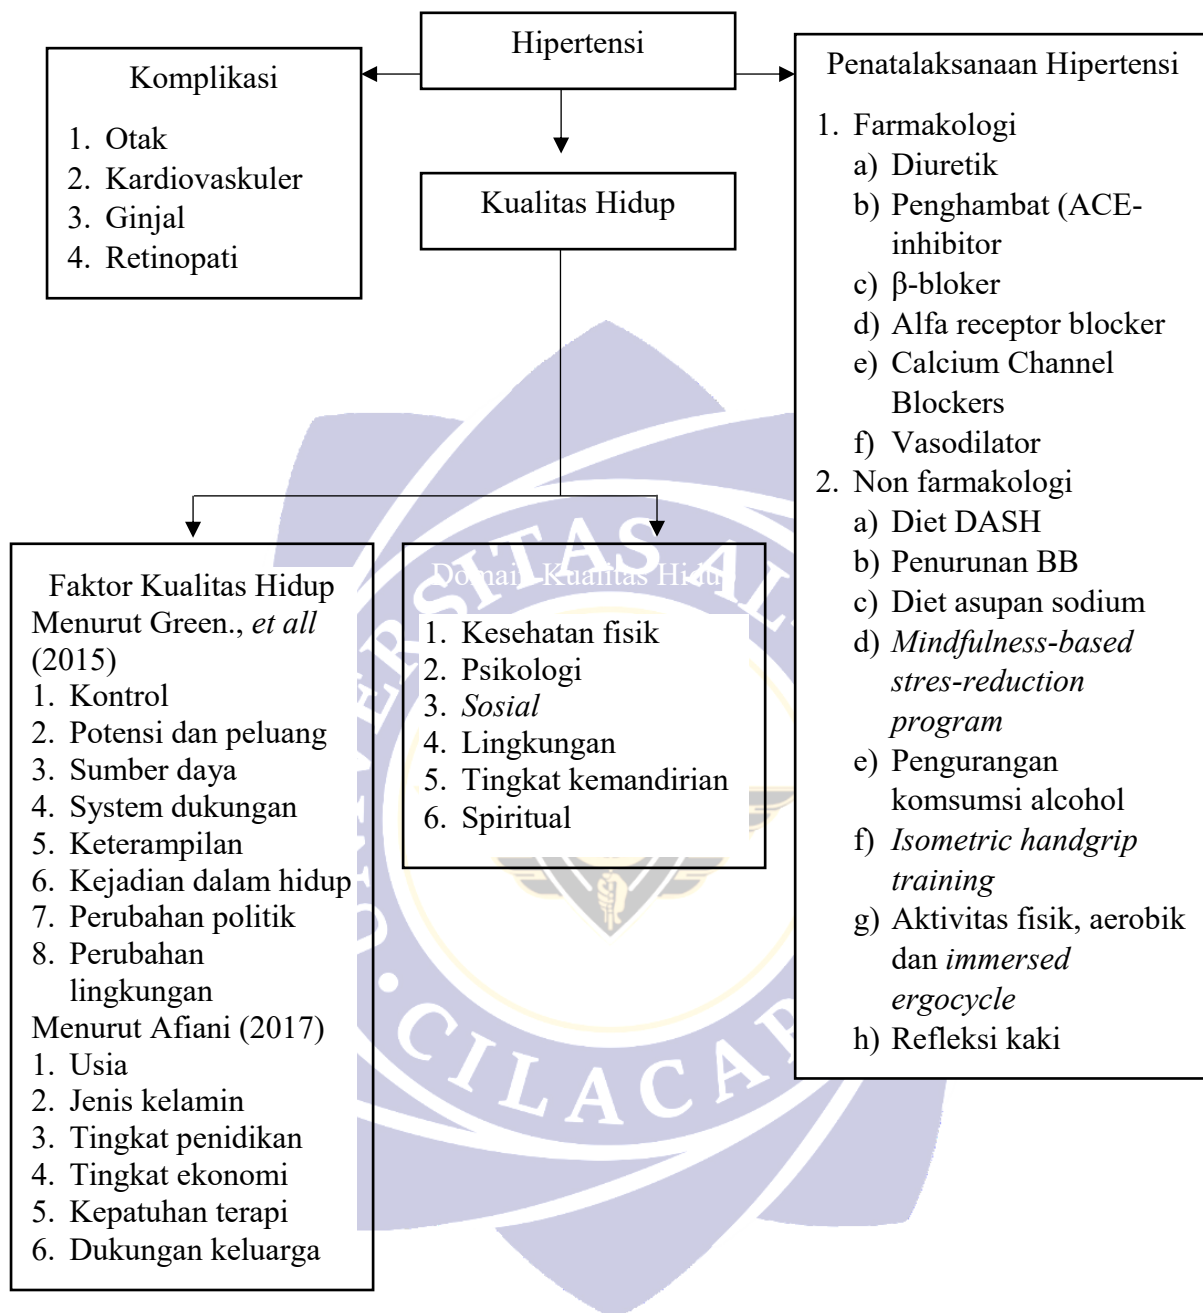 Hipertensi
Komplikasi
1. Otak
2. Kardiovaskuler
3. Ginjal
4. Retinopati
Kualitas Hidup
Penatalaksanaan Hipertensi
1. Farmakologi
a) Diuretik
b) Penghambat (ACE-
inhibitor
c) β-bloker
d) Alfa receptor blocker
e) Calcium Channel
Blockers
f) Vasodilator
2. Non farmakologi
a) Diet DASH
b) Penurunan BB
c) Diet asupan sodium
d) Mindfulness-based
stres-reduction
program
e) Pengurangan
komsumsi alcohol
f) Isometric handgrip
training
g) Aktivitas fisik, aerobik
dan immersed
ergocycle
h) Refleksi kaki
Faktor Kualitas Hidup
Menurut Green., et all
(2015)
1. Kontrol
2. Potensi dan peluang
3. Sumber daya
4. System dukungan
5. Keterampilan
6. Kejadian dalam hidup
7. Perubahan politik
8. Perubahan
lingkungan
Menurut Afiani (2017)
1. Usia
2. Jenis kelamin
3. Tingkat penidikan
4. Tingkat ekonomi
5. Kepatuhan terapi
6. Dukungan keluarga
Domain Kualitas Hidup
1. Kesehatan fisik
2. Psikologi
3. Sosial
4. Lingkungan
5. Tingkat kemandirian
6. Spiritual
CILACAP